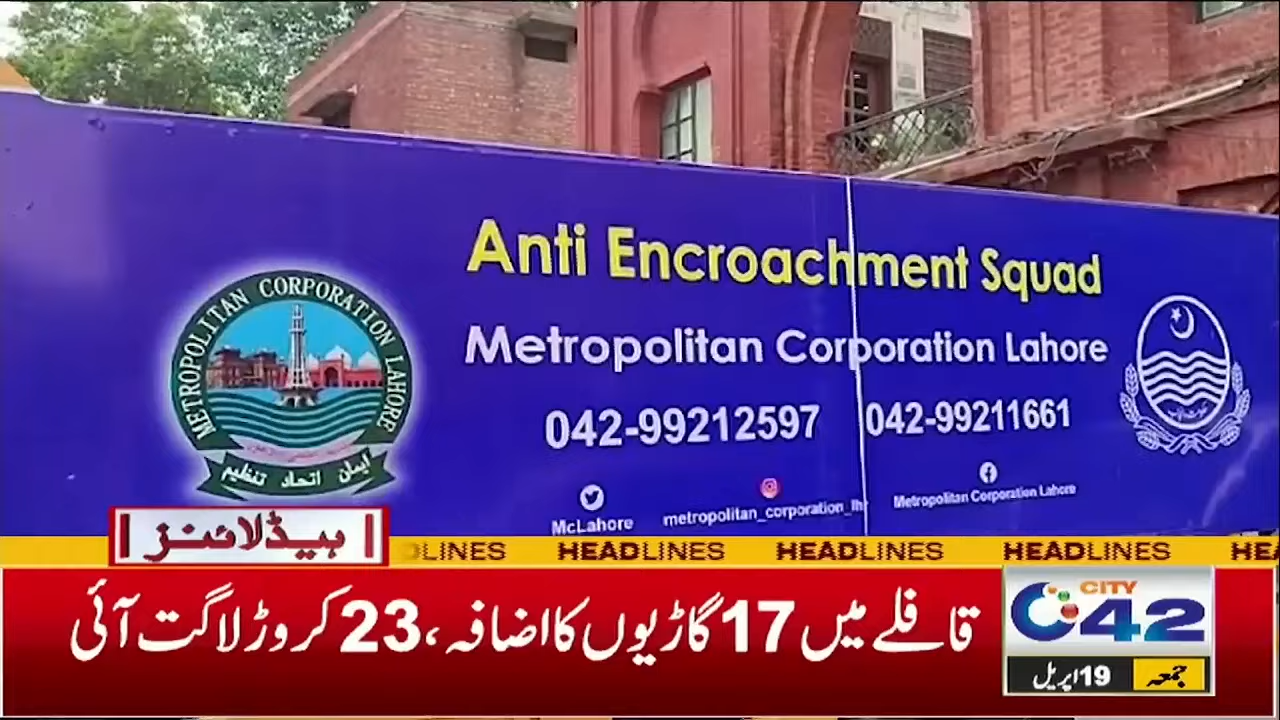 Anti Encroachment Squad
Metropolitan Corporation Lahore
042-99212597 042-99211661
METROPOLITAN CORPORATION LAHORE
ایمان اتحاد تنظیم
McLahore
metropolitan_corporation_lhr
Metropolitan Corporation Lahore
ہیڈلائنز
DLINES HEADLINES HEADLINES HEADLINES HEA
قافلے میں 17 گاڑیوں کا اضافہ، 23 کروڑ لاگت آئی
CITY
42
جمعہ 19 اپریل